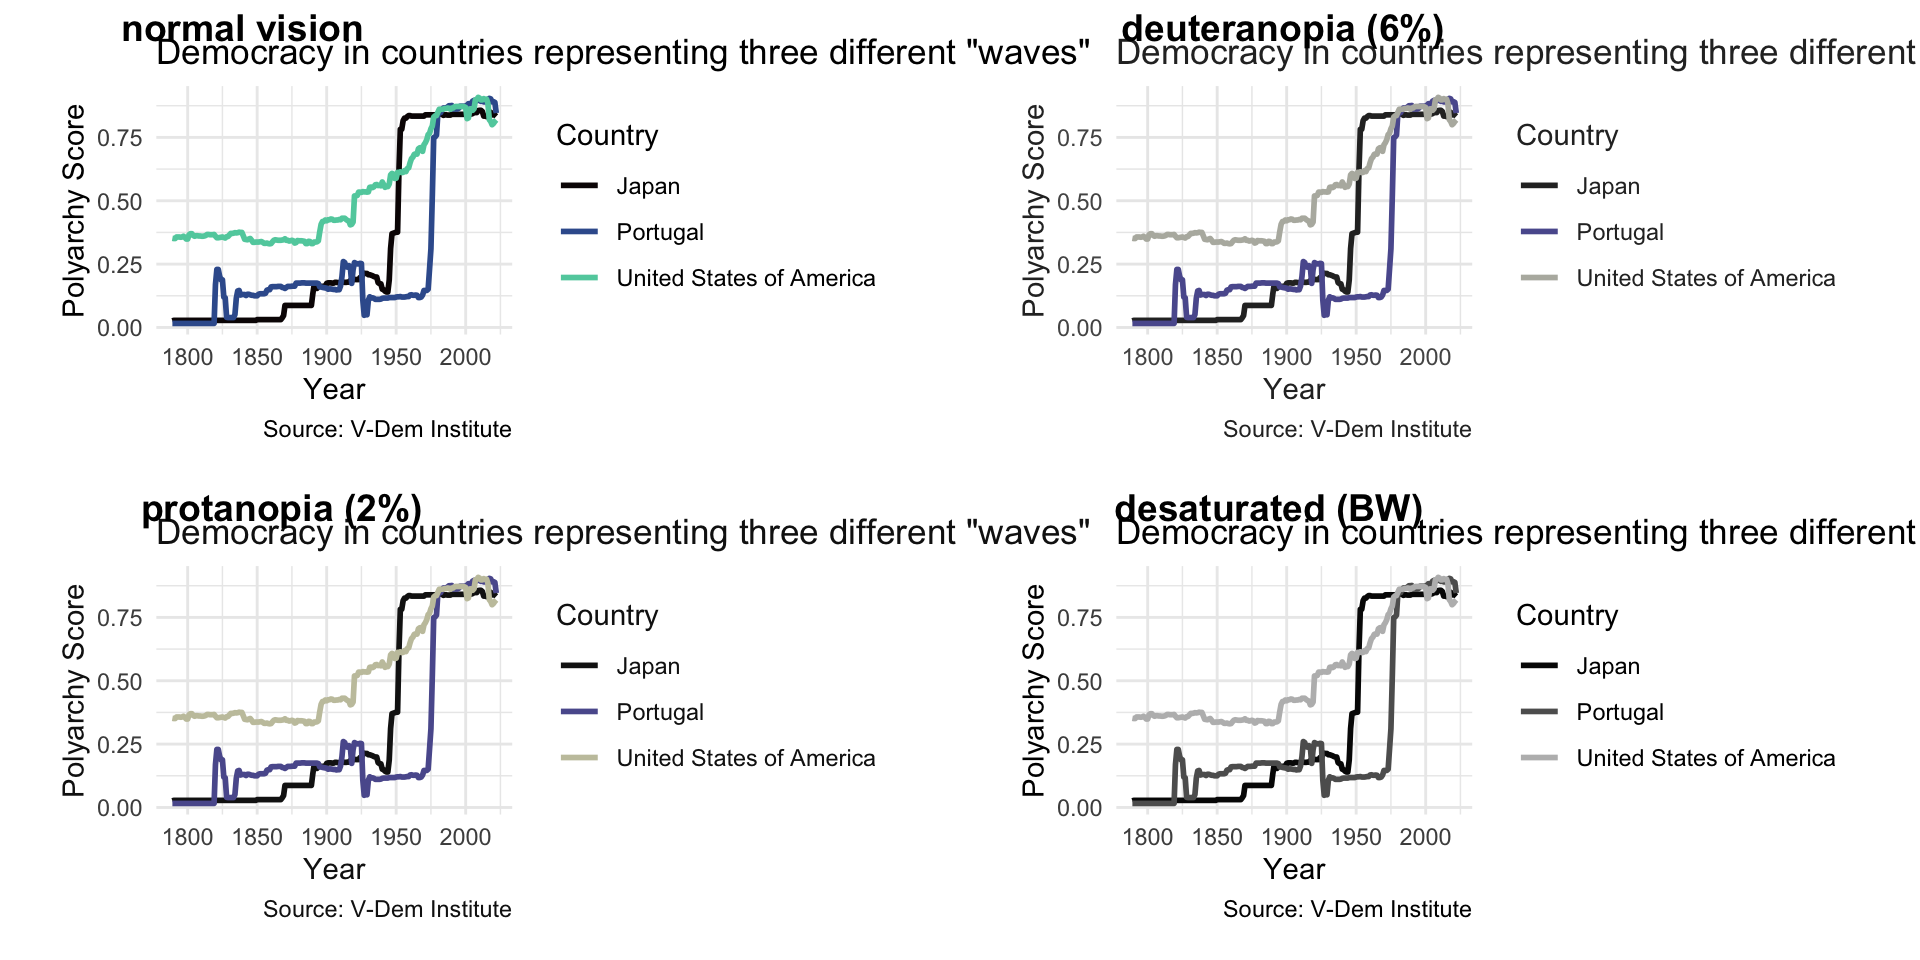 normal vision
Democracy in countries representing three different "waves"
Polyarchy Score
0.75
0.50
0.25
0.00
1800 1850 1900 1950 2000
Year
Source: V-Dem Institute
Country
Japan
Portugal
United States of America
deuteranopia (6%)
Democracy in countries representing three different
Polyarchy Score
0.75
0.50
0.25
0.00
1800 1850 1900 1950 2000
Year
Source: V-Dem Institute
Country
Japan
Portugal
United States of America
protanopia (2%)
Democracy in countries representing three different "waves"
Polyarchy Score
0.75
0.50
0.25
0.00
1800 1850 1900 1950 2000
Year
Source: V-Dem Institute
Country
Japan
Portugal
United States of America
desaturated (BW)
Democracy in countries representing three different
Polyarchy Score
0.75
0.50
0.25
0.00
1800 1850 1900 1950 2000
Year
Source: V-Dem Institute
Country
Japan
Portugal
United States of America